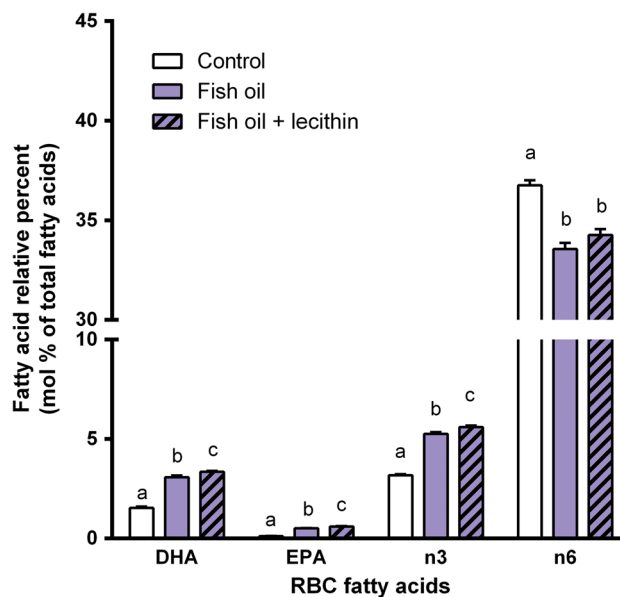 45
40
35
30
10
5
0
Fatty acid relative percent
(mol % of total fatty acids)
Control
Fish oil
Fish oil + lecithin
a
b
c
a
b
c
a
b
c
a
b
b
DHA
EPA
n3
n6
RBC fatty acids